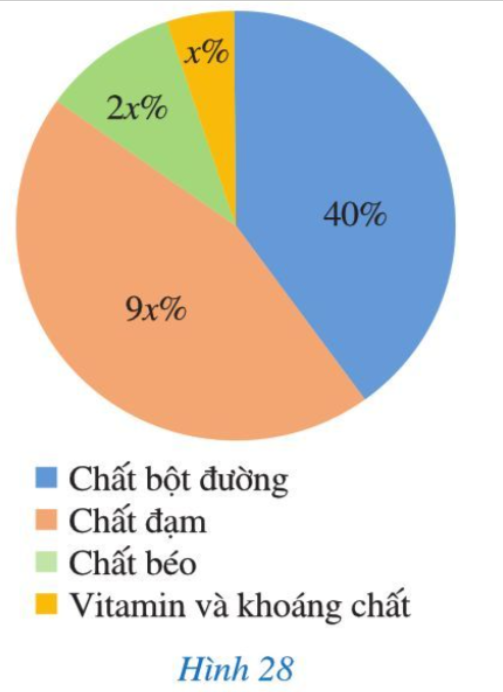 x%
2x%
40%
9x%
Chất bột đường
Chất đạm
Chất béo
Vitamin và khoáng chất
Hình 28